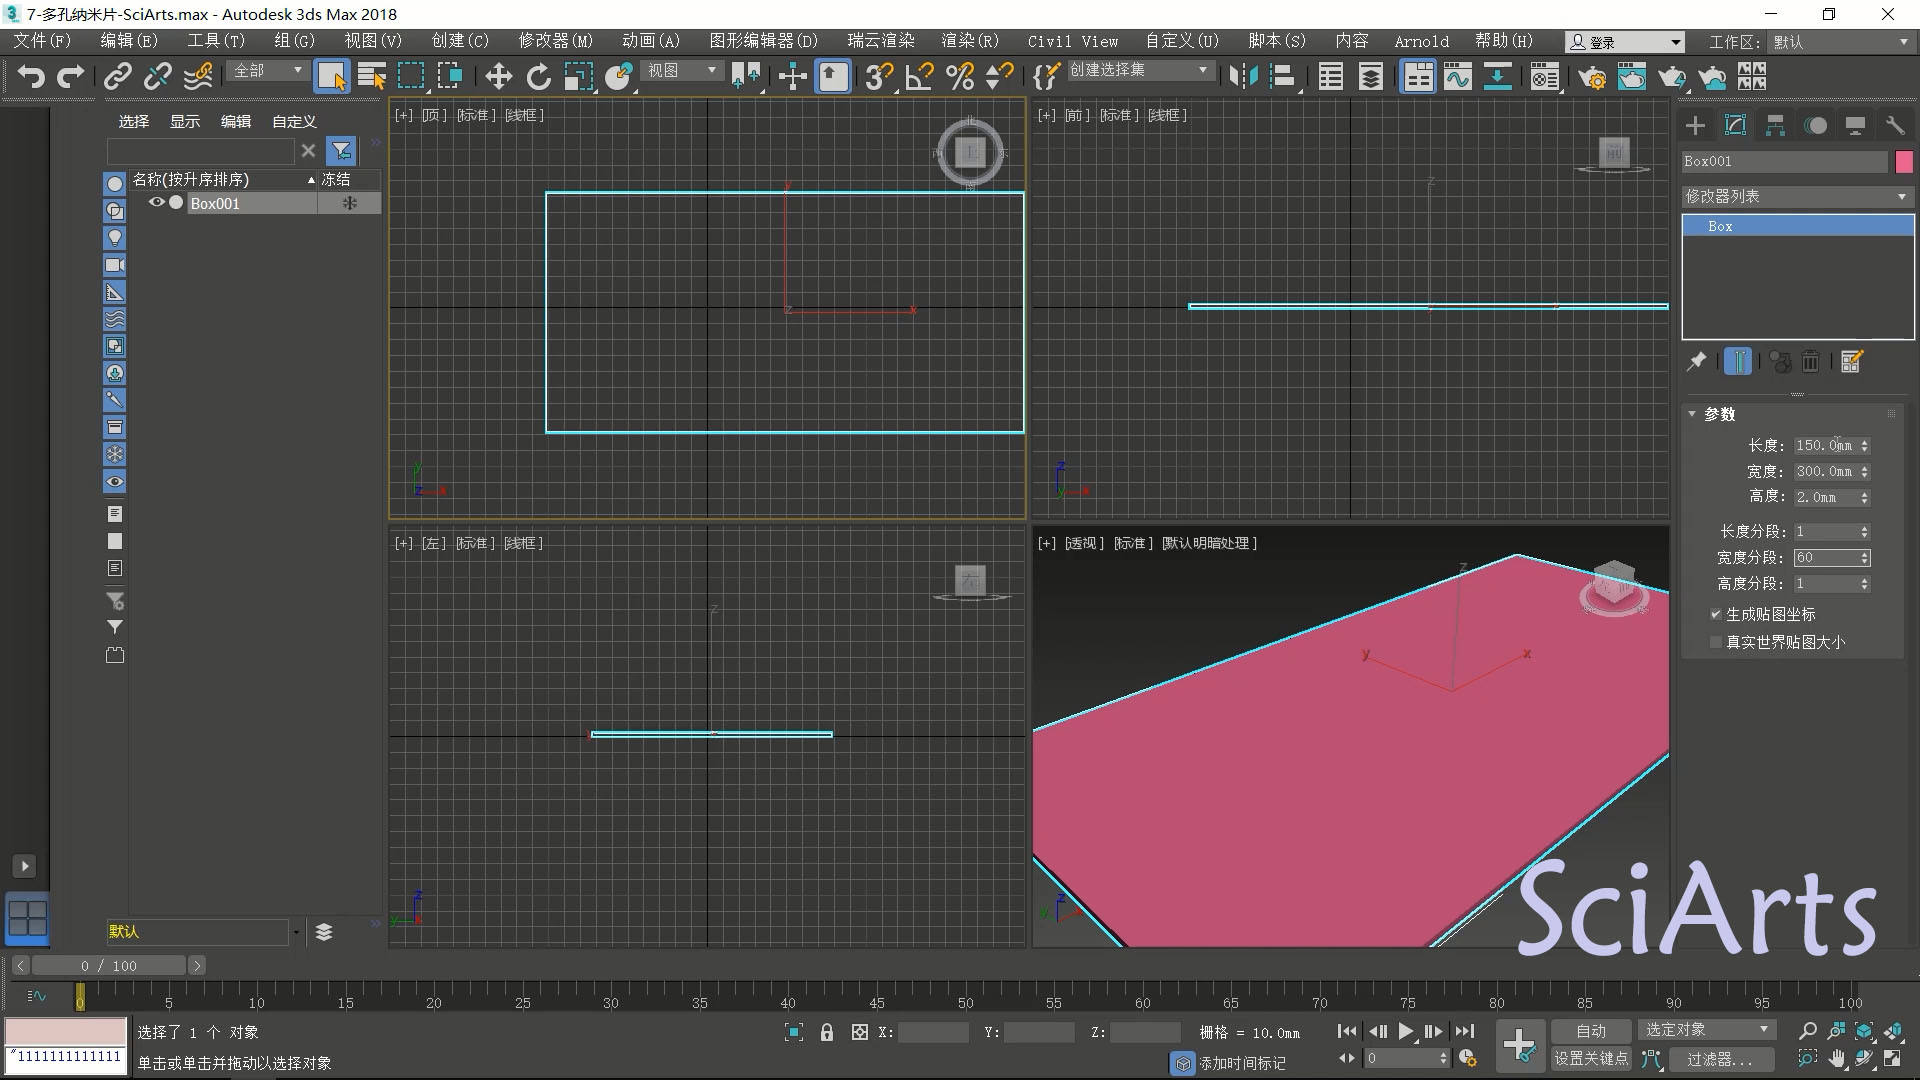 7-多孔纳米片-SciArts.max - Autodesk 3ds Max 2018
文件(F) 编辑(E) 工具(T) 组(G) 视图(V) 创建(C) 修改器(M) 动画(A) 图形编辑器(D) 瑞云渲染 渲染(R) Civil View 自定义(U) 脚本(S) 内容 Arnold 帮助(H) 登录 工作区: 默认
全部 视图 创建选择集
选择 显示 编辑 自定义
名称(按升序排序) 冻结
Box001
默认
[+] [顶] [标准] [线框]
[+] [前] [标准] [线框]
[+] [左] [标准] [线框]
[+] [透视] [标准] [默认明暗处理]
Box001
修改器列表
Box
参数
长度: 150.0mm
宽度: 300.0mm
高度: 2.0mm
长度分段: 1
宽度分段: 60
高度分段: 1
生成贴图坐标
真实世界贴图大小
SciArts
0 / 100
0 5 10 15 20 25 30 35 40 45 50 55 60 65 70 75 80 85 90 95 100
选择了 1 个 对象 X: Y: Z: 栅格 = 10.0mm 自动 选定对象
"1111111111111 单击或单击并拖动以选择对象 添加时间标记 0 设置关键点 过滤器...